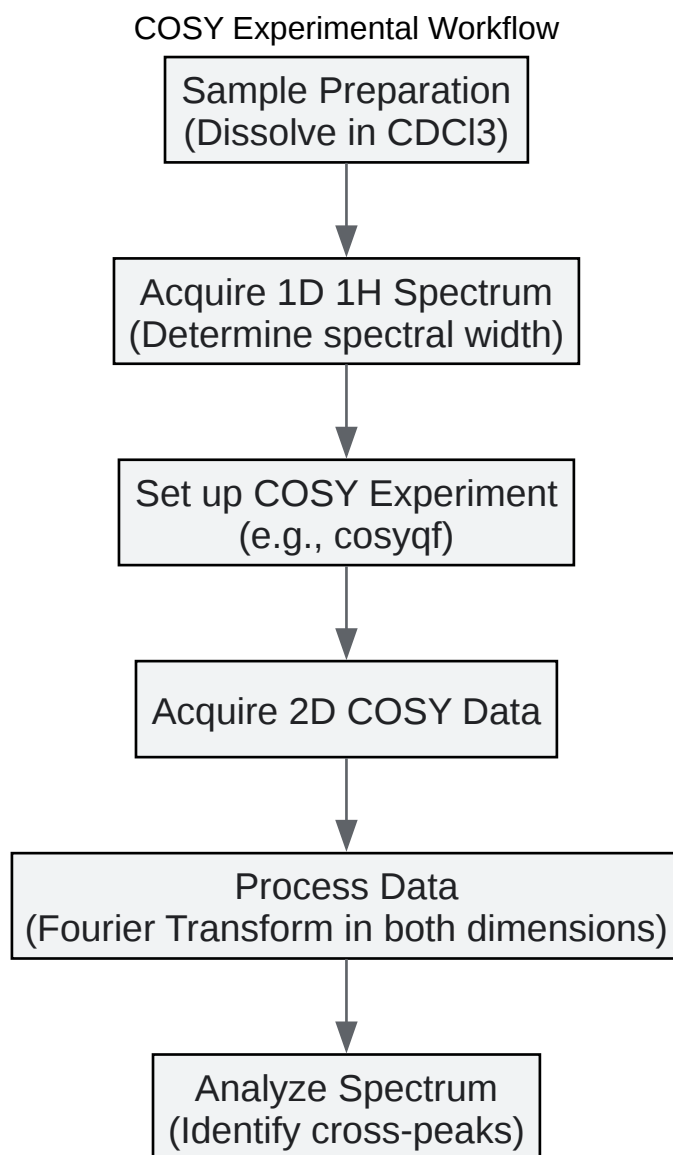 COSY Experimental Workflow
Sample Preparation
(Dissolve in CDCl3)
Acquire 1D 1H Spectrum
(Determine spectral width)
Set up COSY Experiment
(e.g., cosyqf)
Acquire 2D COSY Data
Process Data
(Fourier Transform in both dimensions)
Analyze Spectrum
(Identify cross-peaks)